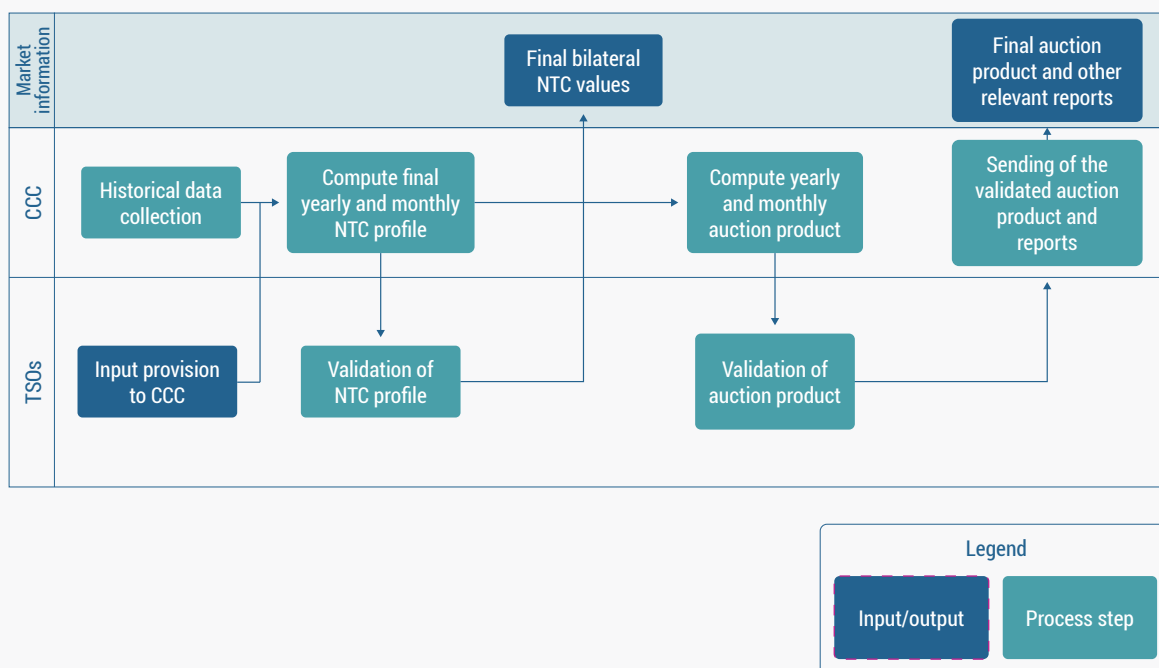 Market
information
Final bilateral
NTC values
Final auction
product and other
relevant reports
CCC
Historical data
collection
Compute final
yearly and monthly
NTC profile
Compute yearly
and monthly
auction product
Sending of the
validated auction
product and
reports
TSOs
Input provision
to CCC
Validation of
NTC profile
Validation of
auction product
Legend
Input/output
Process step